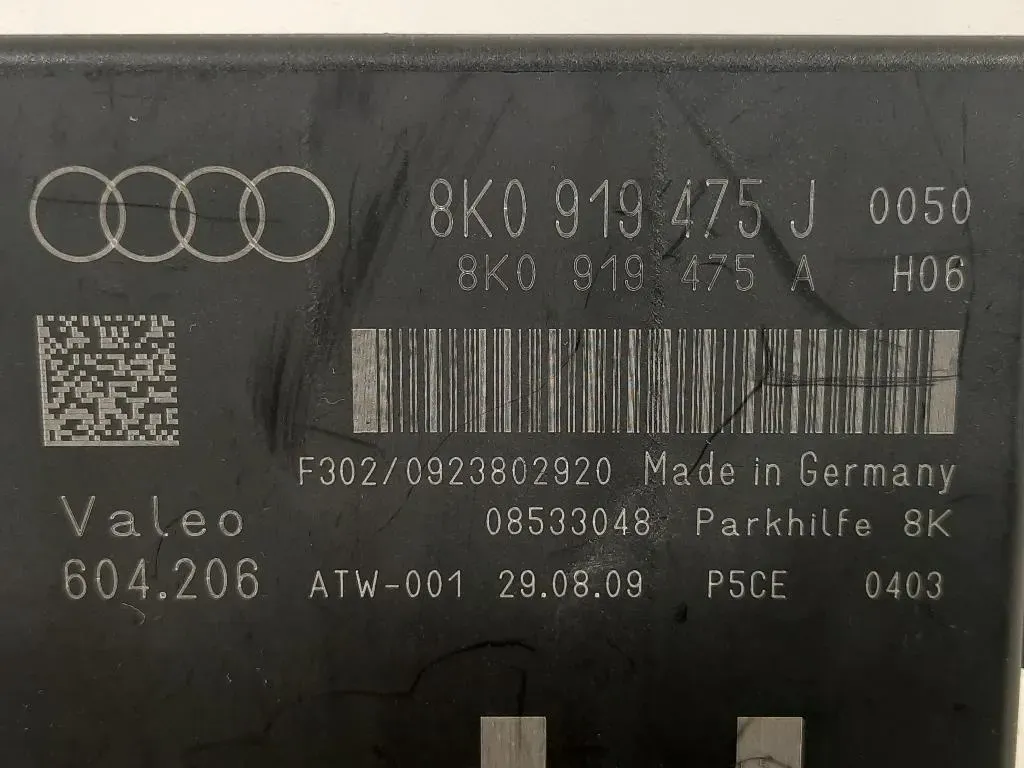 8K0 919 475 J 0050
8K0 919 475 A H06
F302/0923802920 Made in Germany
Valeo 08533048 Parkhilfe 8K
604.206 ATW-001 29.08.09 P5CE 0403